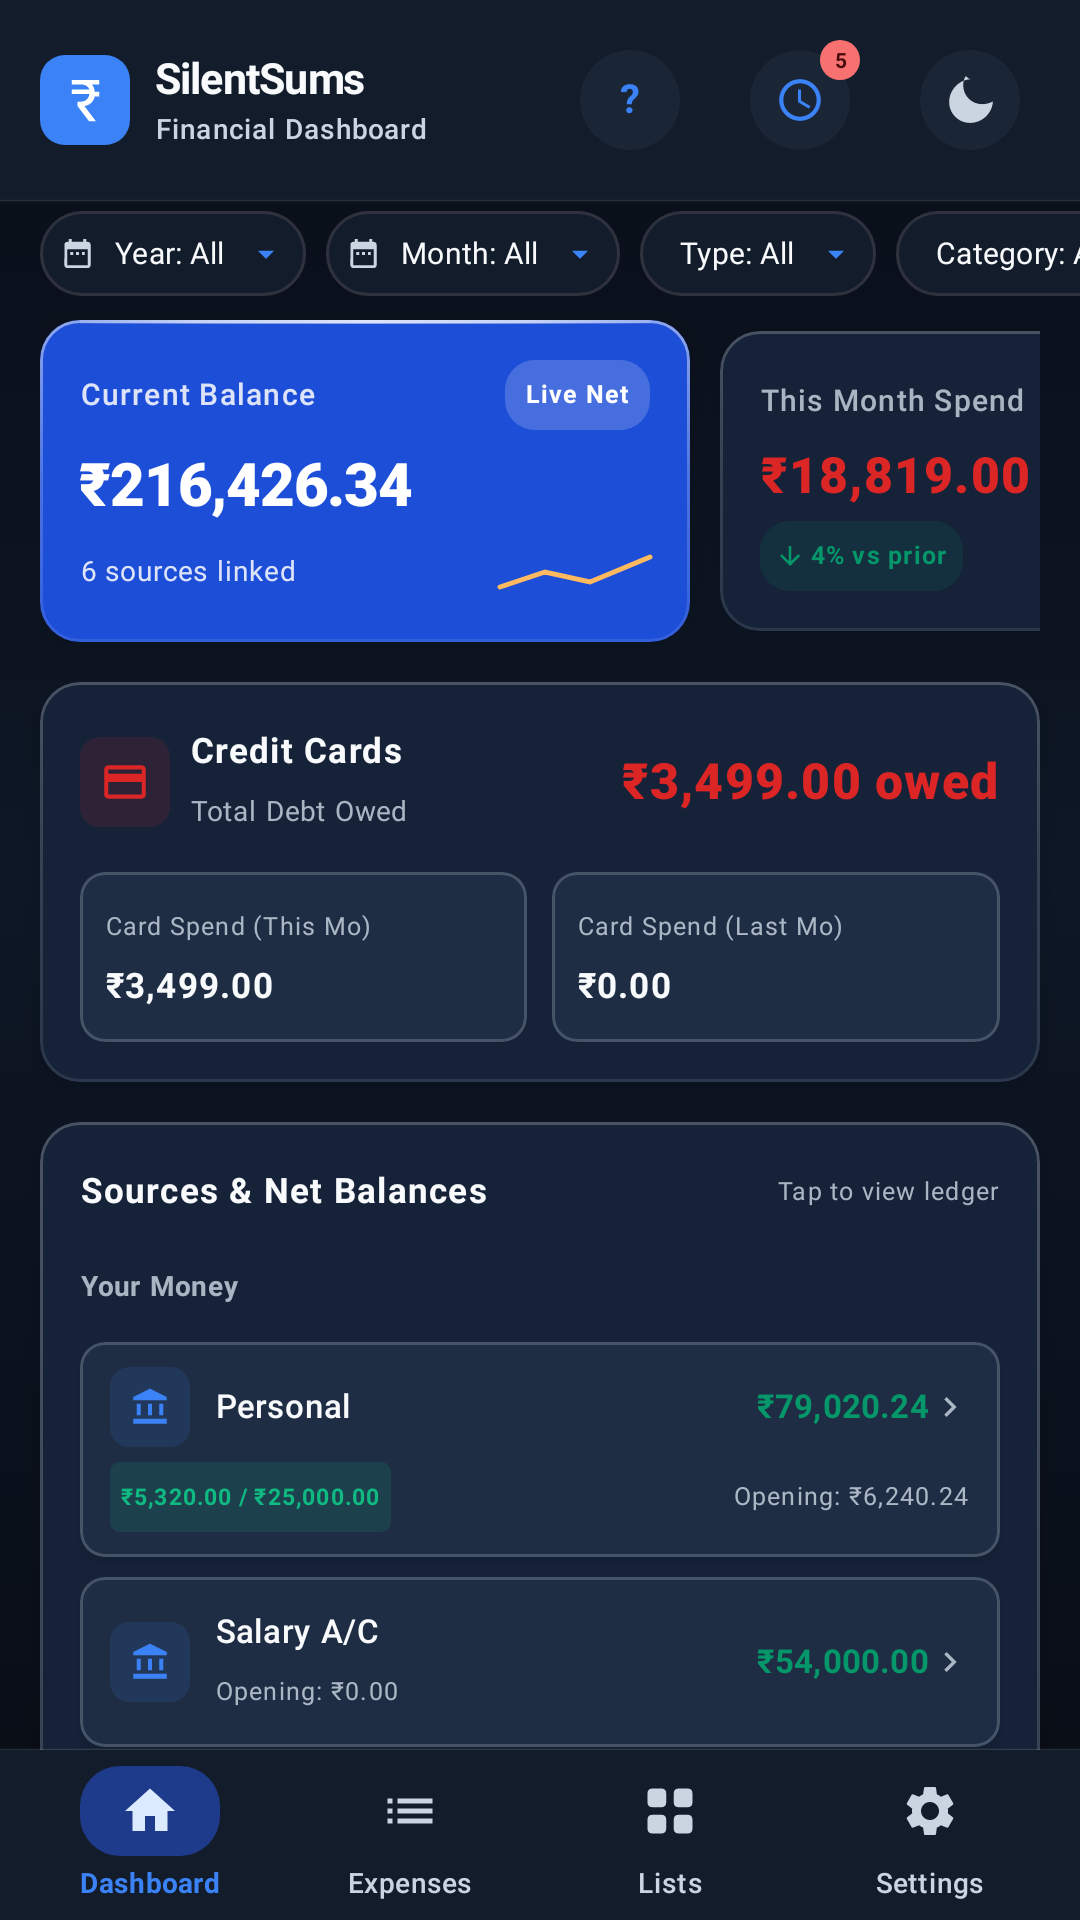 ₹
SilentSums
Financial Dashboard
?
5
Year: All
Month: All
Type: All
Category:
Current Balance
Live Net
₹216,426.34
6 sources linked
This Month Spend
₹18,819.00
4% vs prior
Credit Cards
Total Debt Owed
₹3,499.00 owed
Card Spend (This Mo)
₹3,499.00
Card Spend (Last Mo)
₹0.00
Sources & Net Balances
Tap to view ledger
Your Money
Personal
₹79,020.24
₹5,320.00 / ₹25,000.00
Opening: ₹6,240.24
Salary A/C
Opening: ₹0.00
₹54,000.00
Dashboard
Expenses
Lists
Settings